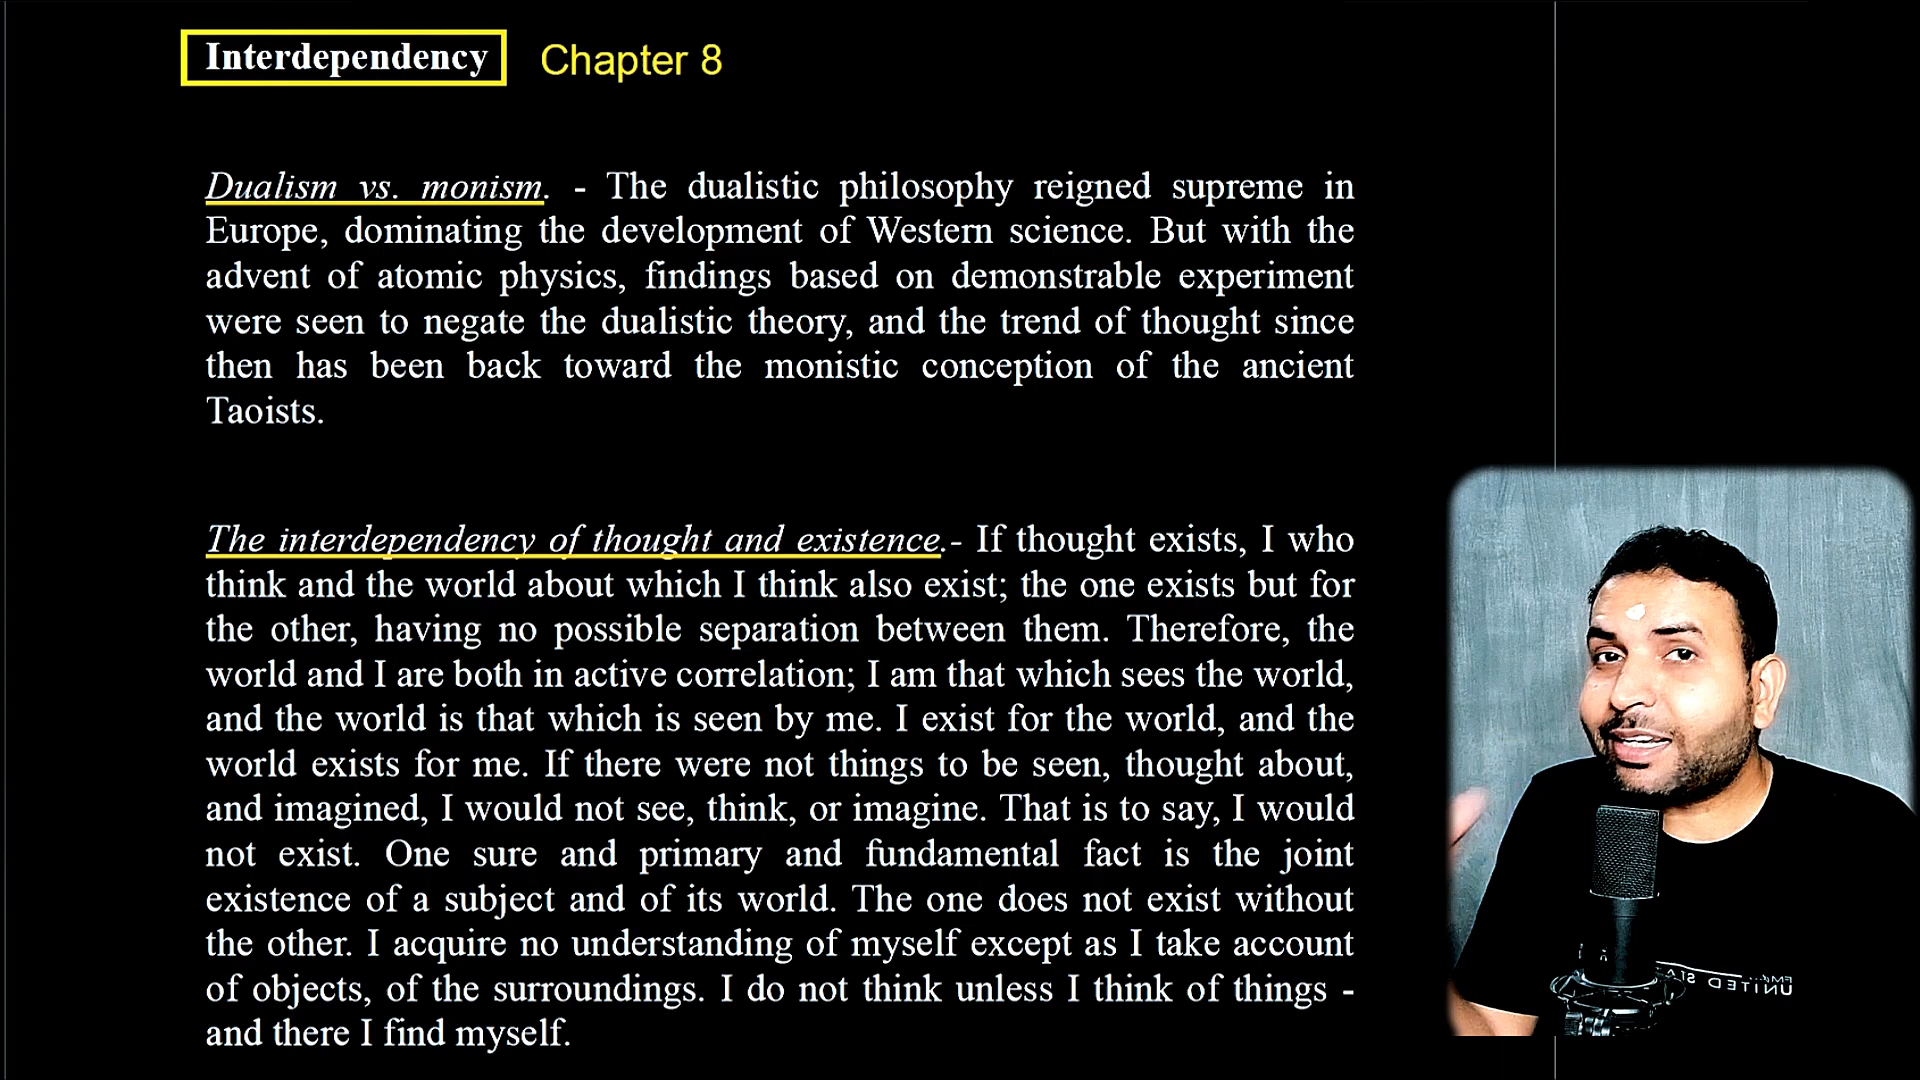 Interdependency Chapter 8
Dualism vs. monism. - The dualistic philosophy reigned supreme in
Europe, dominating the development of Western science. But with the
advent of atomic physics, findings based on demonstrable experiment
were seen to negate the dualistic theory, and the trend of thought since
then has been back toward the monistic conception of the ancient
Taoists.
The interdependency of thought and existence.- If thought exists, I who
think and the world about which I think also exist; the one exists but for
the other, having no possible separation between them. Therefore, the
world and I are both in active correlation; I am that which sees the world,
and the world is that which is seen by me. I exist for the world, and the
world exists for me. If there were not things to be seen, thought about,
and imagined, I would not see, think, or imagine. That is to say, I would
not exist. One sure and primary and fundamental fact is the joint
existence of a subject and of its world. The one does not exist without
the other. I acquire no understanding of myself except as I take account
of objects, of the surroundings. I do not think unless I think of things -
and there I find myself.
UNITED